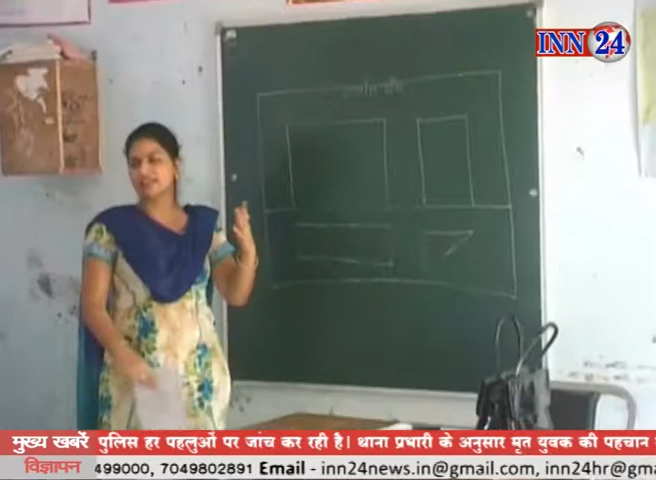 INN 24
मुख्य खबरें पुलिस हर पहलुओं पर जांच कर रही है। थाना प्रभारी के अनुसार मृत युवक की पहचान
विज्ञापन 499000, 7049802891 Email - inn24news.in@gmail.com, inn24hr@gma